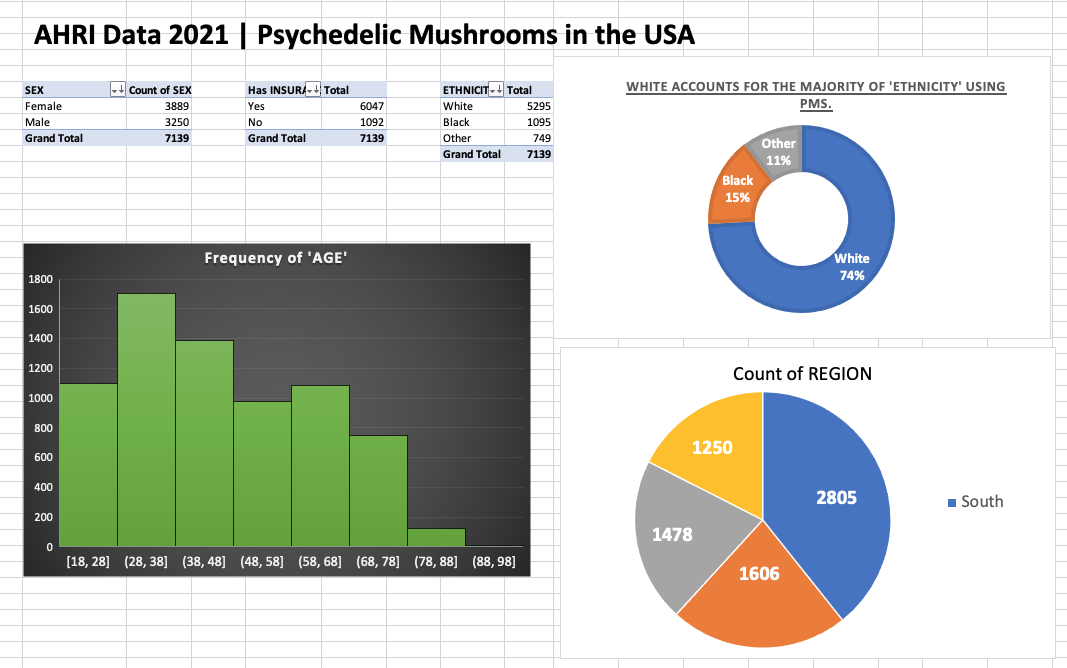 AHRI Data 2021 | Psychedelic Mushrooms in the USA
SEX Count of SEX
Female 3889
Male 3250
Grand Total 7139
Has INSURA Total
Yes 6047
No 1092
Grand Total 7139
ETHNICIT Total
White 5295
Black 1095
Other 749
Grand Total 7139
WHITE ACCOUNTS FOR THE MAJORITY OF 'ETHNICITY' USING
PMS.
Other
11%
Black
15%
White
74%
Frequency of 'AGE'
1800
1600
1400
1200
1000
800
600
400
200
0
[18, 28] (28, 38] (38, 48] (48, 58] (58, 68] (68, 78] (78, 88] (88, 98]
Count of REGION
1250
2805
1478
1606
South